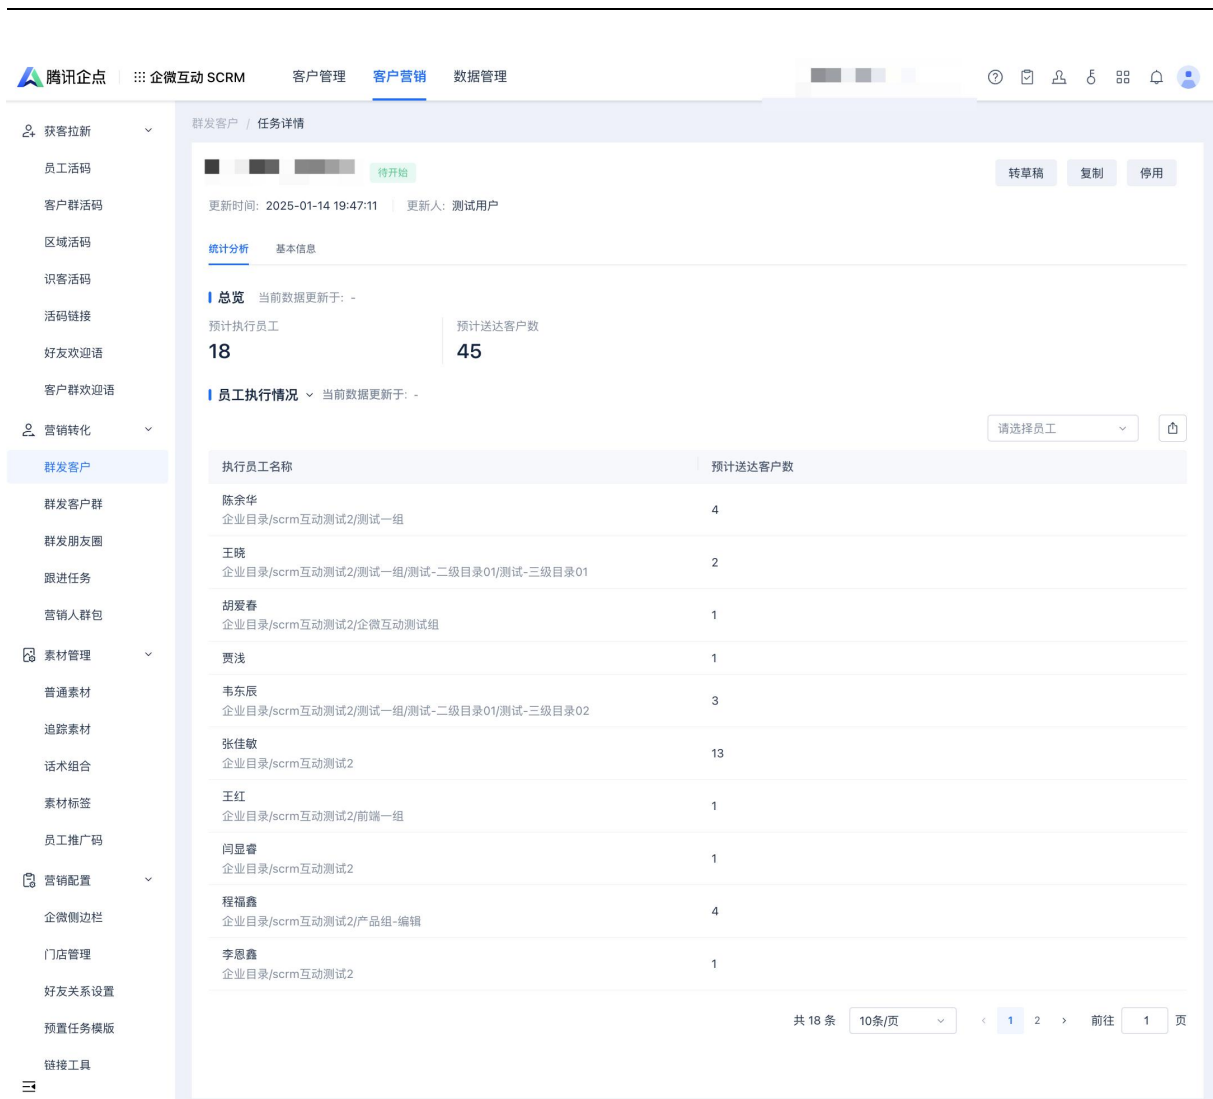 腾讯企点 企微互动 SCRM 客户管理 客户营销 数据管理
获客拉新
员工活码
客户群活码
区域活码
识客活码
活码链接
好友欢迎语
客户群欢迎语
营销转化
群发客户
群发客户群
群发朋友圈
跟进任务
营销人群包
素材管理
普通素材
追踪素材
话术组合
素材标签
员工推广码
营销配置
企微侧边栏
门店管理
好友关系设置
预置任务模版
链接工具
群发客户 / 任务详情
待开始 转草稿 复制 停用
更新时间: 2025-01-14 19:47:11 更新人: 测试用户
统计分析 基本信息
总览 当前数据更新于: -
预计执行员工 预计送达客户数
18 45
员工执行情况 当前数据更新于: -
请选择员工
执行员工名称 预计送达客户数
陈余华
企业目录/scrm互动测试2/测试一组
4
王晓
企业目录/scrm互动测试2/测试一组/测试-二级目录01/测试-三级目录01
2
胡爱春
企业目录/scrm互动测试2/企微互动测试组
1
贾浅 1
韦东辰
企业目录/scrm互动测试2/测试一组/测试-二级目录01/测试-三级目录02
3
张佳敏
企业目录/scrm互动测试2
13
王红
企业目录/scrm互动测试2/前端一组
1
闫显睿
企业目录/scrm互动测试2
1
程福鑫
企业目录/scrm互动测试2/产品组-编辑
4
李恩鑫
企业目录/scrm互动测试2
1
共 18 条 10条/页 1 2 前往 1 页